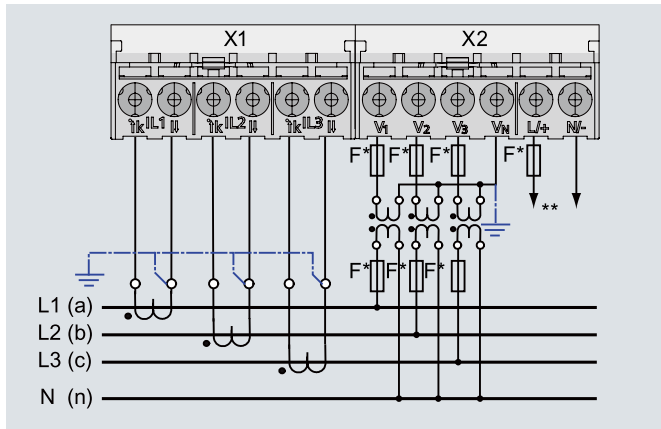 X1 X2
°k IL1 l↓ °k IL2 l↓ °k IL3 l↓ V1 V2 V3 VN L/+ N/-
F* F* F* F*
**
F* F* F*
L1 (a)
L2 (b)
L3 (c)
N (n)